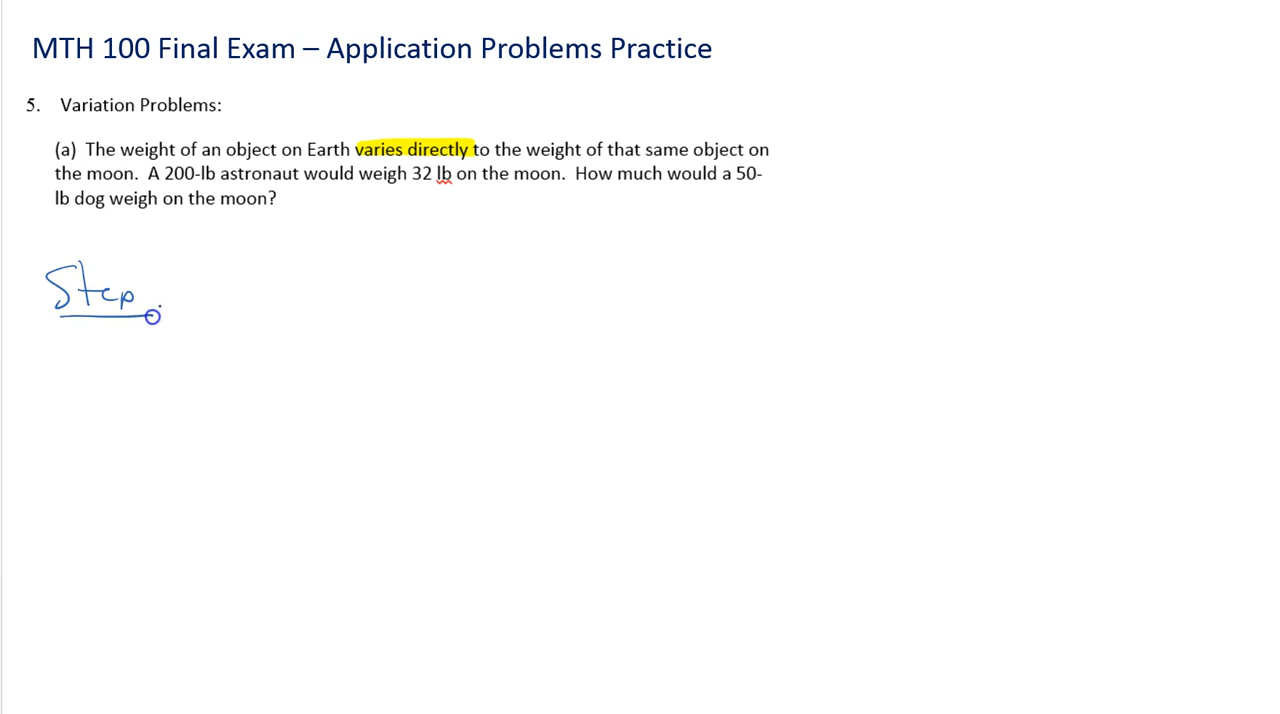 MTH 100 Final Exam – Application Problems Practice
5. Variation Problems:
(a) The weight of an object on Earth varies directly to the weight of that same object on
the moon. A 200-lb astronaut would weigh 32 lb on the moon. How much would a 50-
lb dog weigh on the moon?
Step